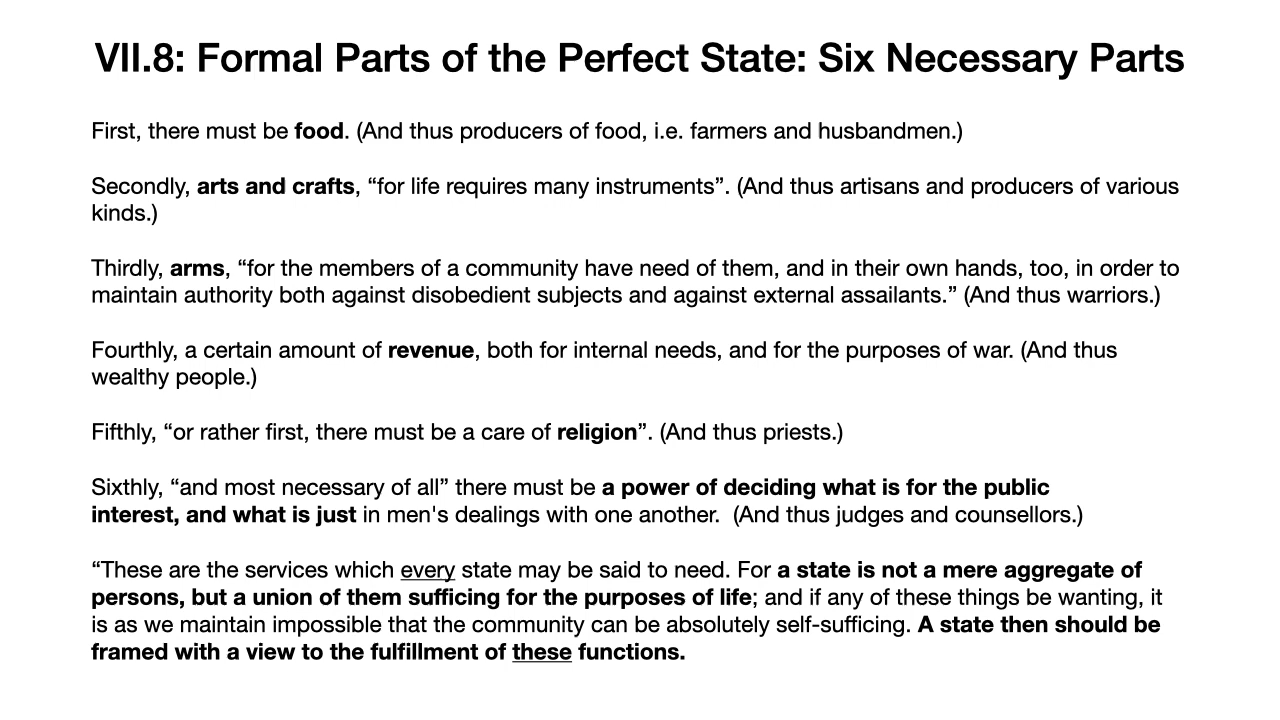 VII.8: Formal Parts of the Perfect State: Six Necessary Parts
First, there must be food. (And thus producers of food, i.e. farmers and husbandmen.)
Secondly, arts and crafts, “for life requires many instruments”. (And thus artisans and producers of various
kinds.)
Thirdly, arms, “for the members of a community have need of them, and in their own hands, too, in order to
maintain authority both against disobedient subjects and against external assailants.” (And thus warriors.)
Fourthly, a certain amount of revenue, both for internal needs, and for the purposes of war. (And thus
wealthy people.)
Fifthly, “or rather first, there must be a care of religion”. (And thus priests.)
Sixthly, “and most necessary of all” there must be a power of deciding what is for the public
interest, and what is just in men's dealings with one another.  (And thus judges and counsellors.)
“These are the services which every state may be said to need. For a state is not a mere aggregate of
persons, but a union of them sufficing for the purposes of life; and if any of these things be wanting, it
is as we maintain impossible that the community can be absolutely self-sufficing. A state then should be
framed with a view to the fulfillment of these functions.